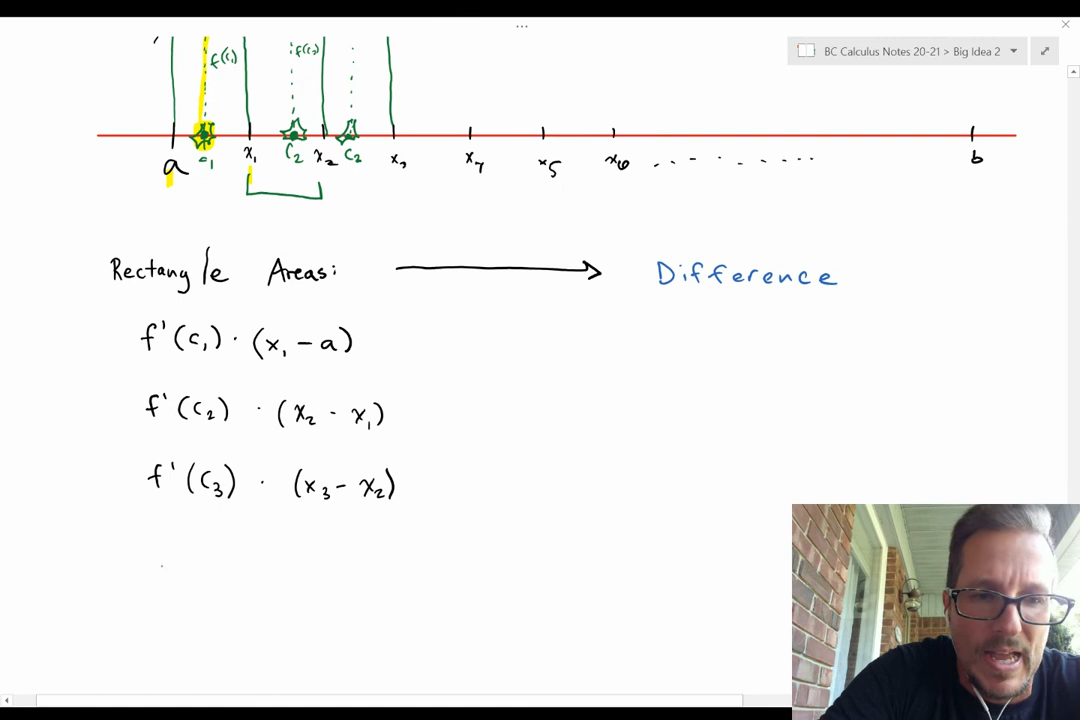 BC Calculus Notes 20-21 > Big Idea 2
f(c₁)
a c₁ x₁ c₂ x₂ c₂ x₃ x₄ x₅ x₆ . . . . . . . . . b
Rectangle Areas: ⟶ Difference
f'(c₁) · (x₁ − a)
f'(c₂) · (x₂ - x₁)
f'(c₃) · (x₃ − x₂)